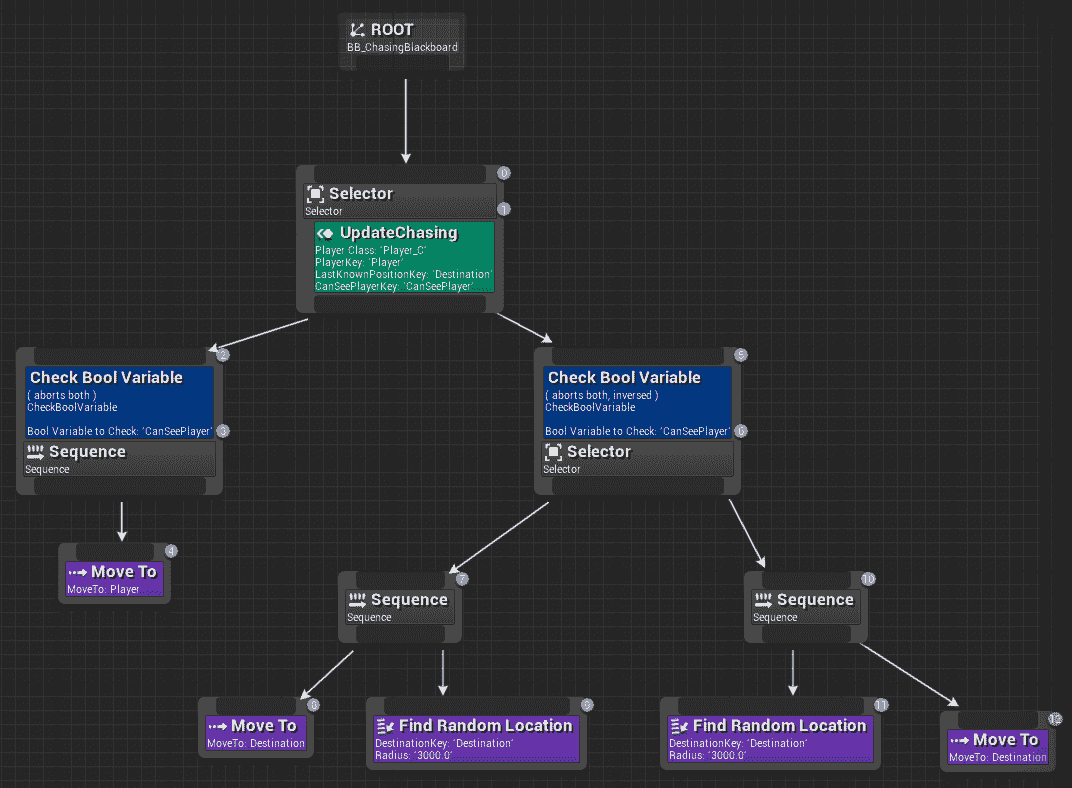 ROOT
BB_ChasingBlackboard
0
Selector
Selector
1
UpdateChasing
Player Class: 'Player_C'
PlayerKey: 'Player'
LastKnownPositionKey: 'Destination'
CanSeePlayerKey: 'CanSeePlayer'
2
Check Bool Variable
( aborts both )
CheckBoolVariable
Bool Variable to Check: 'CanSeePlayer'
3
Sequence
Sequence
5
Check Bool Variable
( aborts both, inversed )
CheckBoolVariable
Bool Variable to Check: 'CanSeePlayer'
6
Selector
Selector
4
Move To
MoveTo: Player
7
Sequence
Sequence
10
Sequence
Sequence
8
Move To
MoveTo: Destination
9
Find Random Location
DestinationKey: 'Destination'
Radius: '3000.0'
11
Find Random Location
DestinationKey: 'Destination'
Radius: '3000.0'
12
Move To
MoveTo: Destination